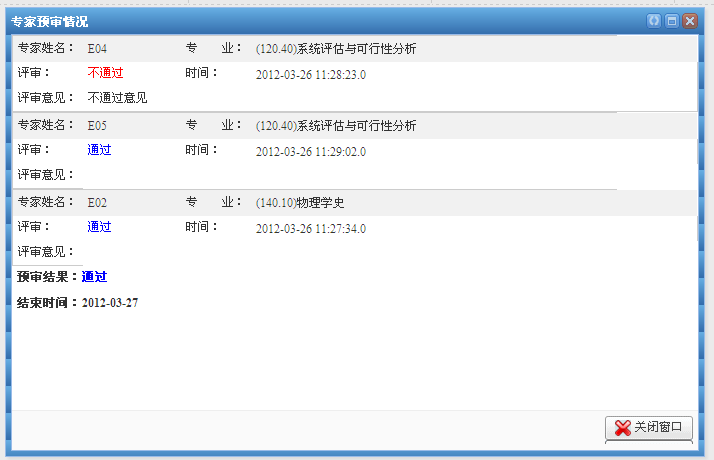 专家预审情况
专家姓名： E04 专 业： (120.40)系统评估与可行性分析
评审： 不通过 时间： 2012-03-26 11:28:23.0
评审意见： 不通过意见
专家姓名： E05 专 业： (120.40)系统评估与可行性分析
评审： 通过 时间： 2012-03-26 11:29:02.0
评审意见：
专家姓名： E02 专 业： (140.10)物理学史
评审： 通过 时间： 2012-03-26 11:27:34.0
评审意见：
预审结果：通过
结束时间：2012-03-27
关闭窗口